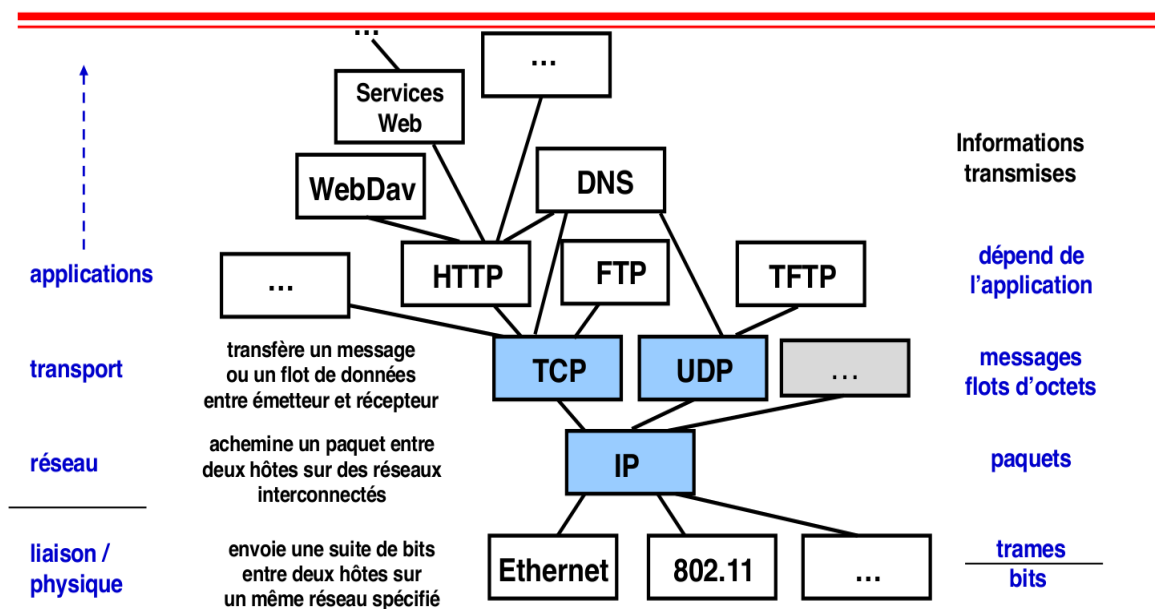 ...
...
Services
Web
Informations
transmises
WebDav
DNS
applications
...
HTTP
FTP
TFTP
dépend de
l'application
transport
transfère un message
ou un flot de données
entre émetteur et récepteur
TCP
UDP
...
messages
flots d'octets
réseau
achemine un paquet entre
deux hôtes sur des réseaux
interconnectés
IP
paquets
liaison /
physique
envoie une suite de bits
entre deux hôtes sur
un même réseau spécifié
Ethernet
802.11
...
trames
bits